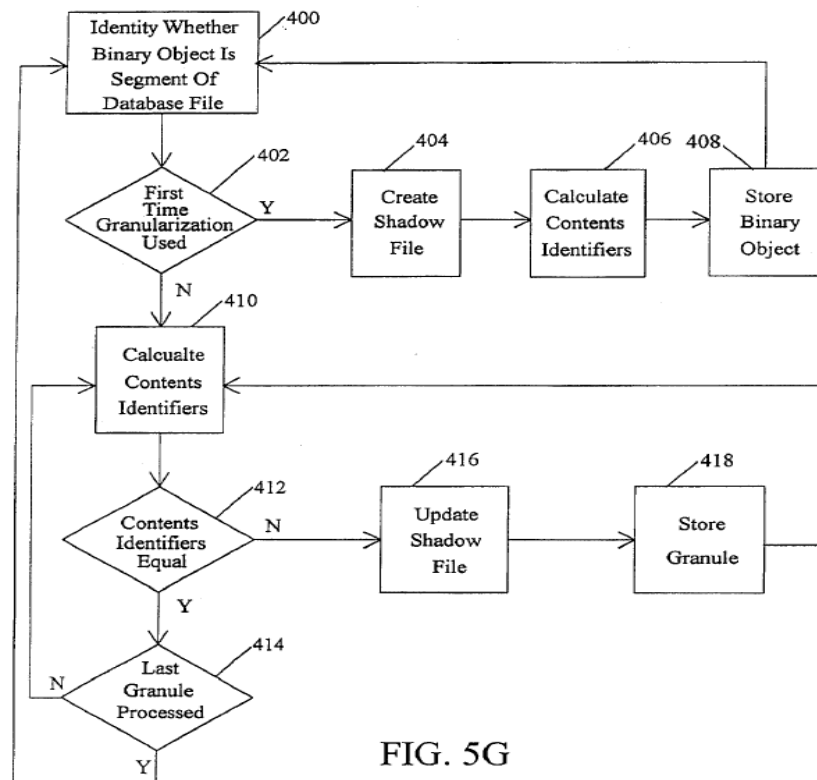 Identity Whether
Binary Object Is
Segment Of
Database File
400
First
Time
Granularization
Used
402
Y
N
Create
Shadow
File
404
Calculate
Contents
Identifiers
406
Store
Binary
Object
408
Calcualte
Contents
Identifiers
410
Contents
Identifiers
Equal
412
N
Y
Update
Shadow
File
416
Store
Granule
418
Last
Granule
Processed
414
N
Y
FIG. 5G